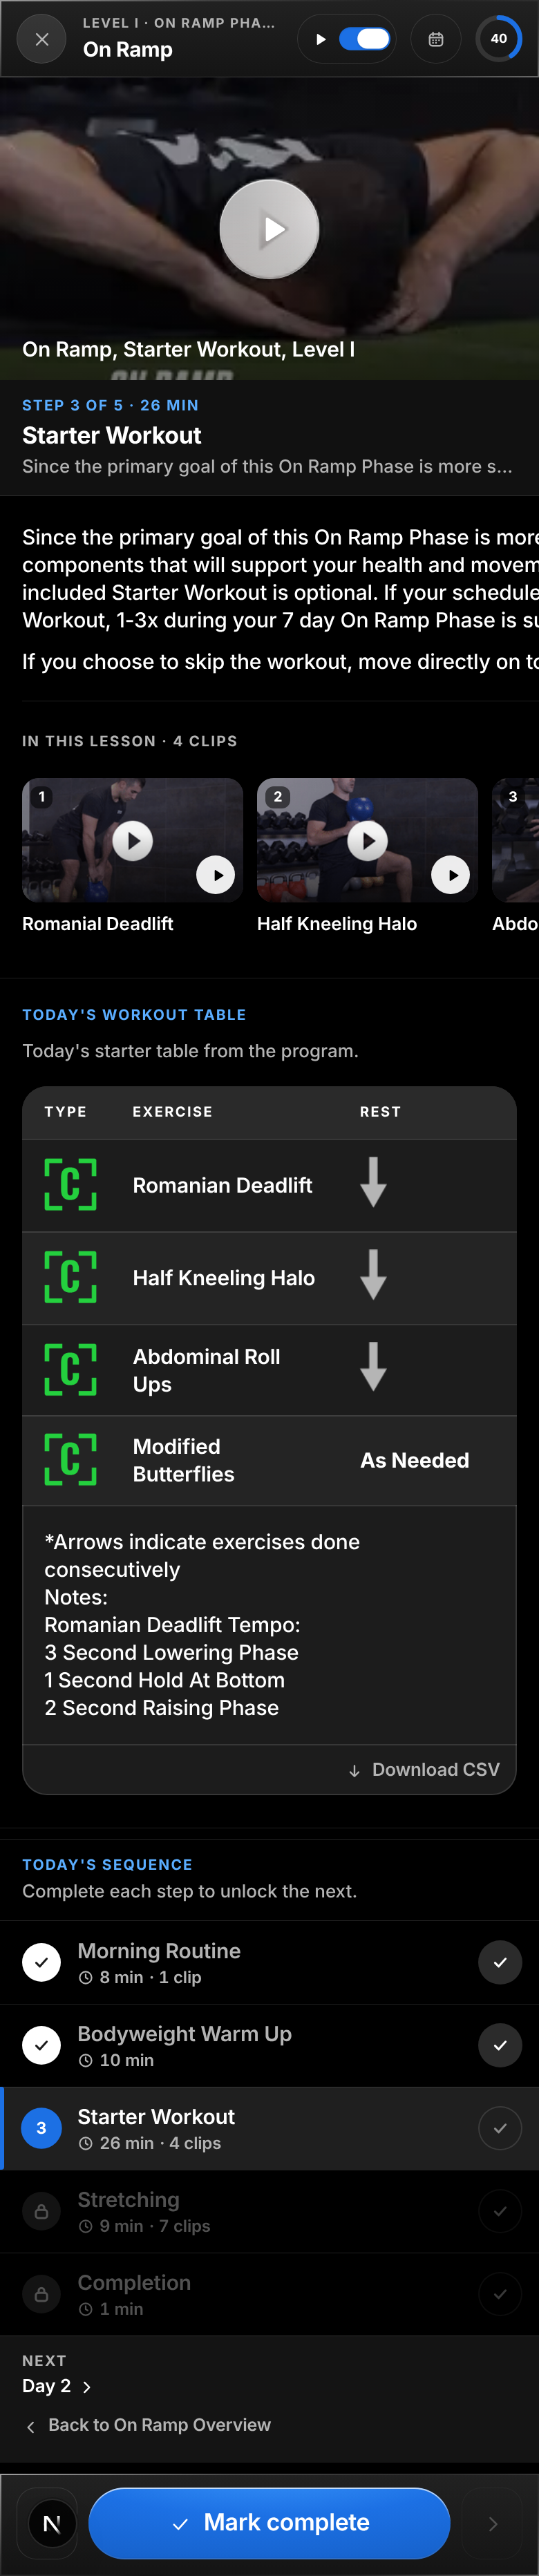 LEVEL I · ON RAMP PHA...
On Ramp
40
On Ramp, Starter Workout, Level I
ON RAMP
STEP 3 OF 5 · 26 MIN
Starter Workout
Since the primary goal of this On Ramp Phase is more s...
Since the primary goal of this On Ramp Phase is more
components that will support your health and movem
included Starter Workout is optional. If your schedule
Workout, 1-3x during your 7 day On Ramp Phase is su
If you choose to skip the workout, move directly on to
IN THIS LESSON · 4 CLIPS
1
2
3
Romanial Deadlift
Half Kneeling Halo
Abdo
TODAY'S WORKOUT TABLE
Today's starter table from the program.
TYPE EXERCISE REST
C Romanian Deadlift
C Half Kneeling Halo
C Abdominal Roll
Ups
C Modified
Butterflies
As Needed
*Arrows indicate exercises done
consecutively
Notes:
Romanian Deadlift Tempo:
3 Second Lowering Phase
1 Second Hold At Bottom
2 Second Raising Phase
Download CSV
TODAY'S SEQUENCE
Complete each step to unlock the next.
Morning Routine
8 min · 1 clip
Bodyweight Warm Up
10 min
3
Starter Workout
26 min · 4 clips
Stretching
9 min · 7 clips
Completion
1 min
NEXT
Day 2
Back to On Ramp Overview
N
Mark complete